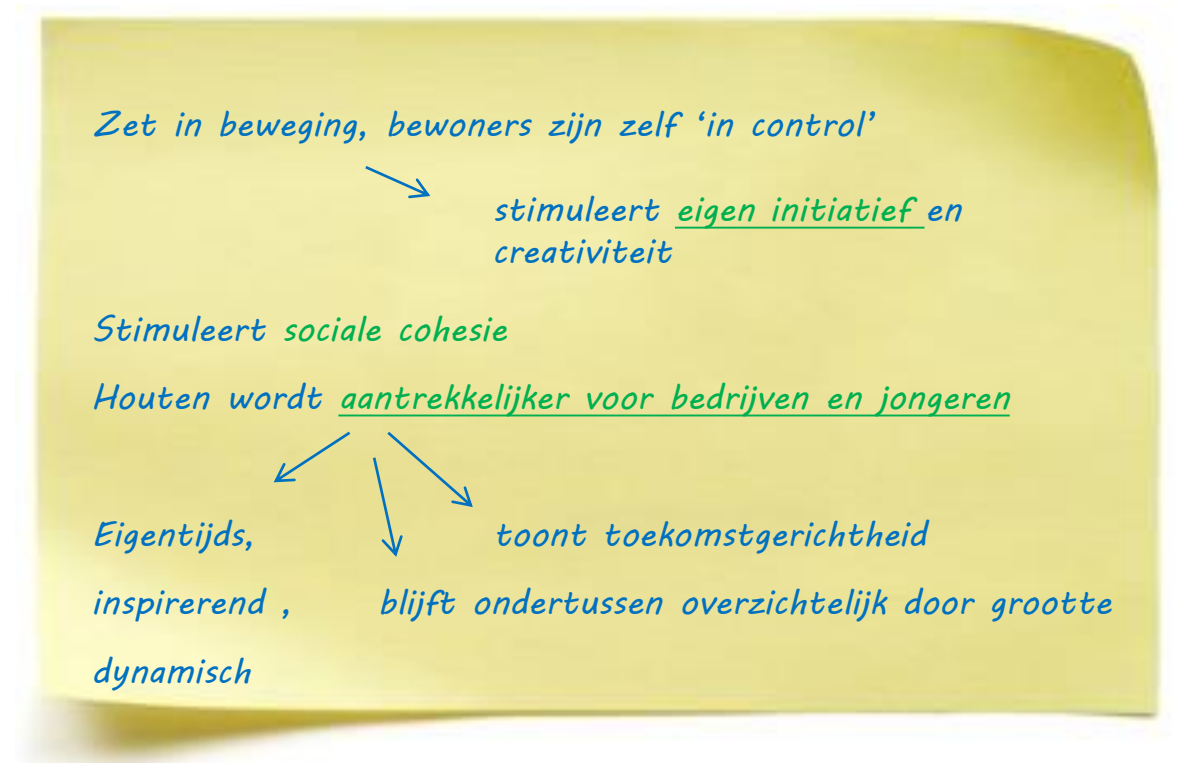 Zet in beweging, bewoners zijn zelf ‘in control’
stimuleert eigen initiatief en
creativiteit
Stimuleert sociale cohesie
Houten wordt aantrekkelijker voor bedrijven en jongeren
Eigentijds,
toont toekomstgerichtheid
inspirerend ,
blijft ondertussen overzichtelijk door grootte
dynamisch